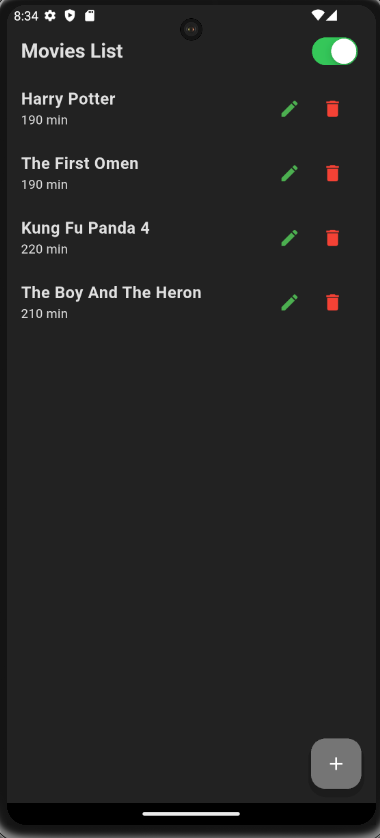 8:34
Movies List
Harry Potter
190 min
The First Omen
190 min
Kung Fu Panda 4
220 min
The Boy And The Heron
210 min
+